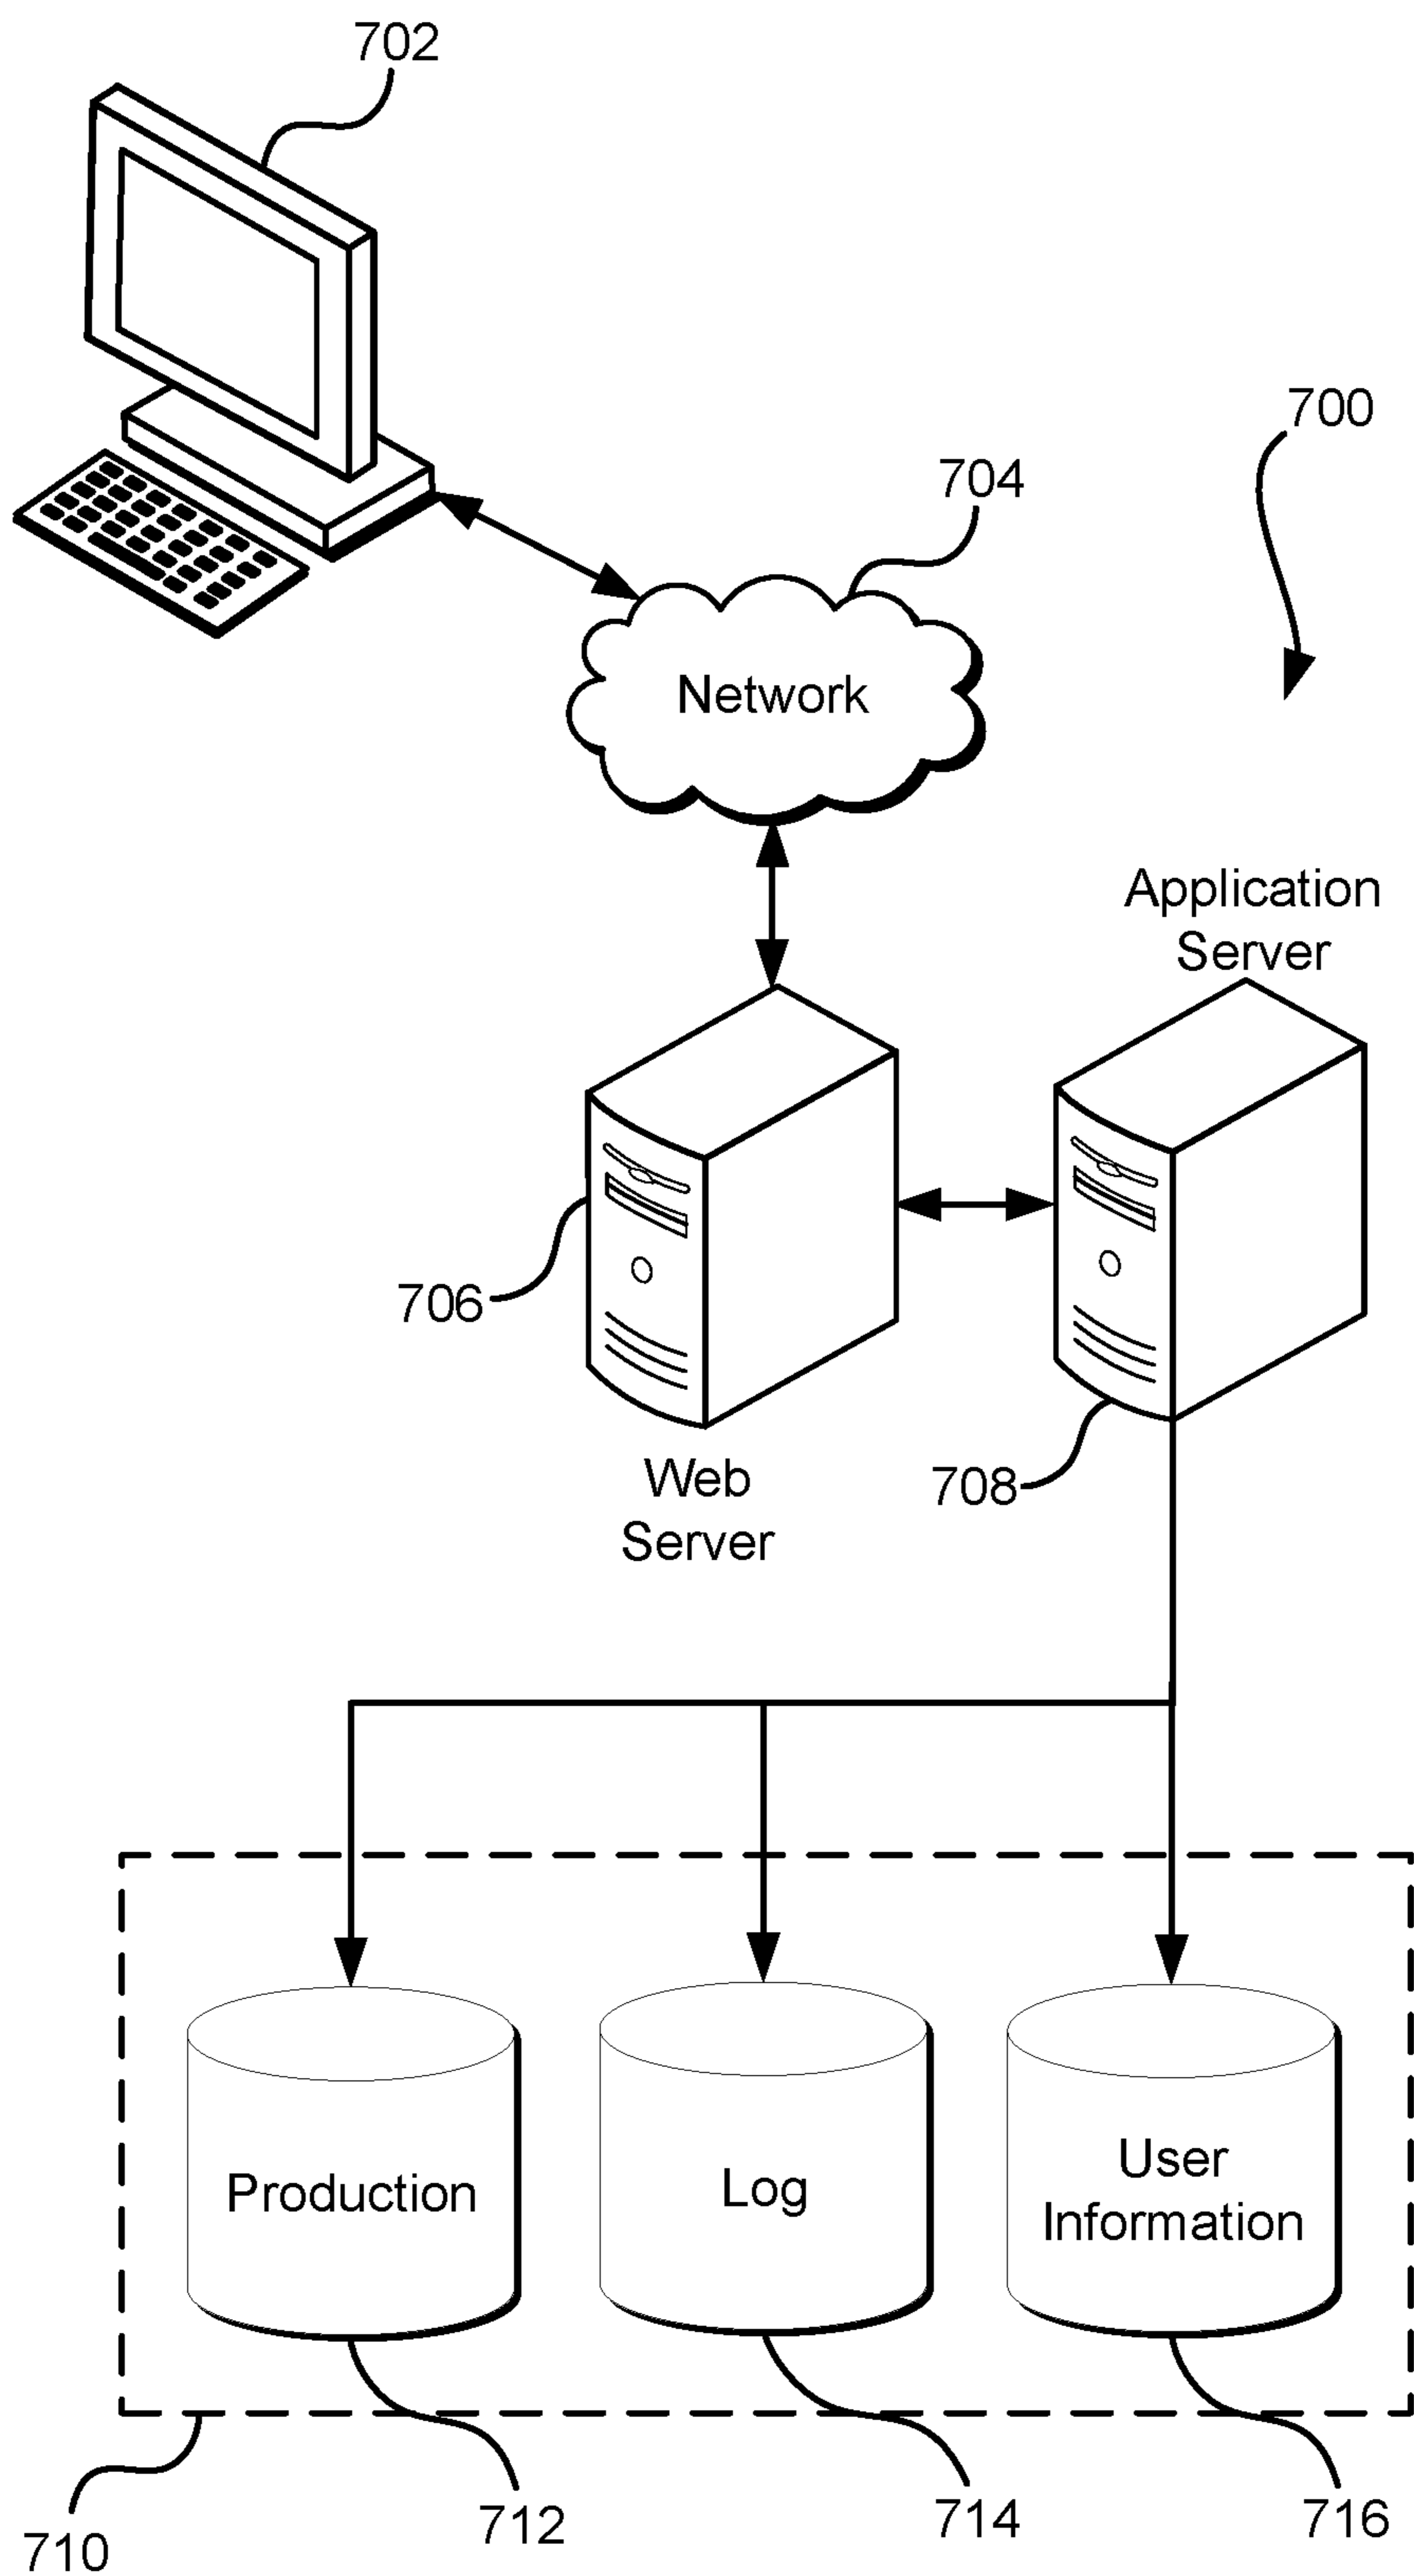 702
700
704
Network
Application
Server
706
708
Web
Server
Production
Log
User
Information
710
712
714
716